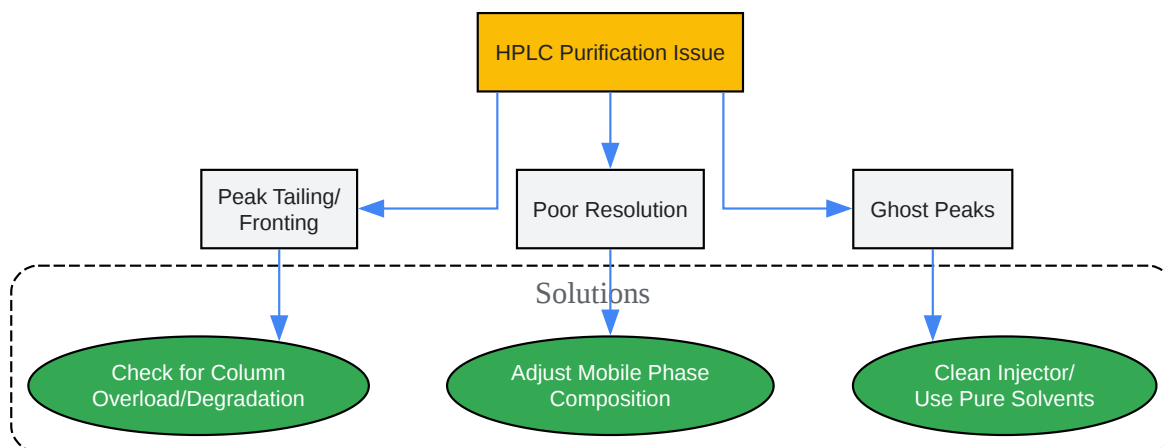 HPLC Purification Issue
Peak Tailing/
Fronting
Poor Resolution
Ghost Peaks
Solutions
Check for Column
Overload/Degradation
Adjust Mobile Phase
Composition
Clean Injector/
Use Pure Solvents